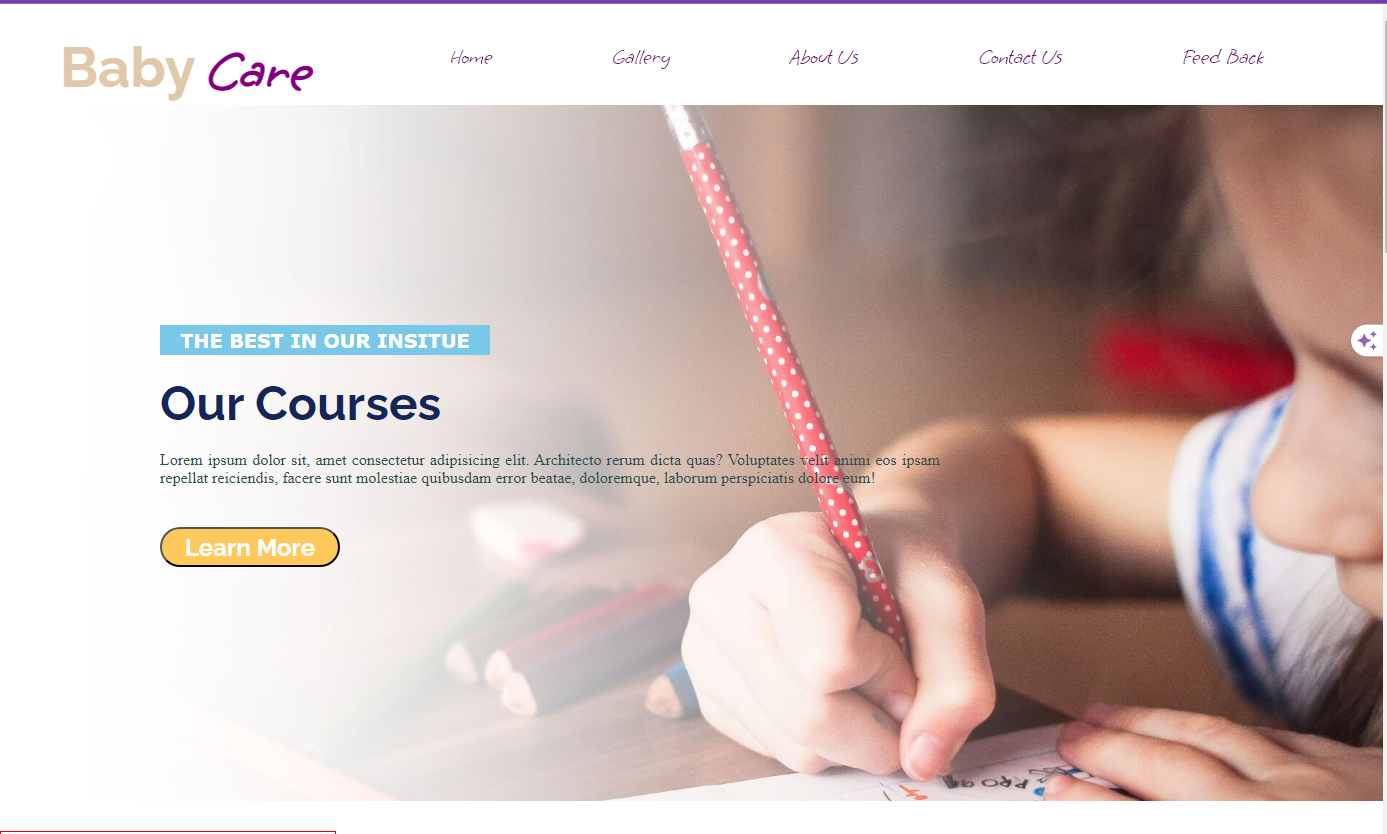 Baby Care
Home Gallery About Us Contact Us Feed Back
THE BEST IN OUR INSITUE
Our Courses
Lorem ipsum dolor sit, amet consectetur adipisicing elit. Architecto rerum dicta quas? Voluptates velit animi eos ipsam
repellat reiciendis, facere sunt molestiae quibusdam error beatae, doloremque, laborum perspiciatis dolore eum!
Learn More